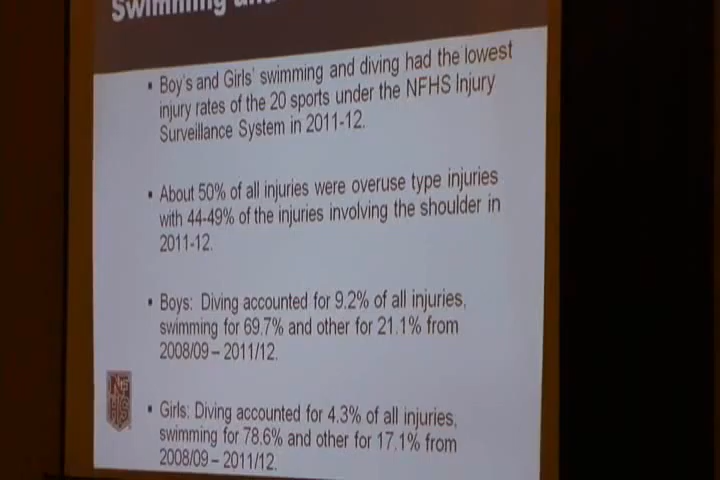 Swimming and
▪ Boy's and Girls' swimming and diving had the lowest
injury rates of the 20 sports under the NFHS Injury
Surveillance System in 2011-12.
▪ About 50% of all injuries were overuse type injuries
with 44-49% of the injuries involving the shoulder in
2011-12.
▪ Boys: Diving accounted for 9.2% of all injuries,
swimming for 69.7% and other for 21.1% from
2008/09 – 2011/12.
▪ Girls: Diving accounted for 4.3% of all injuries,
swimming for 78.6% and other for 17.1% from
2008/09 – 2011/12.